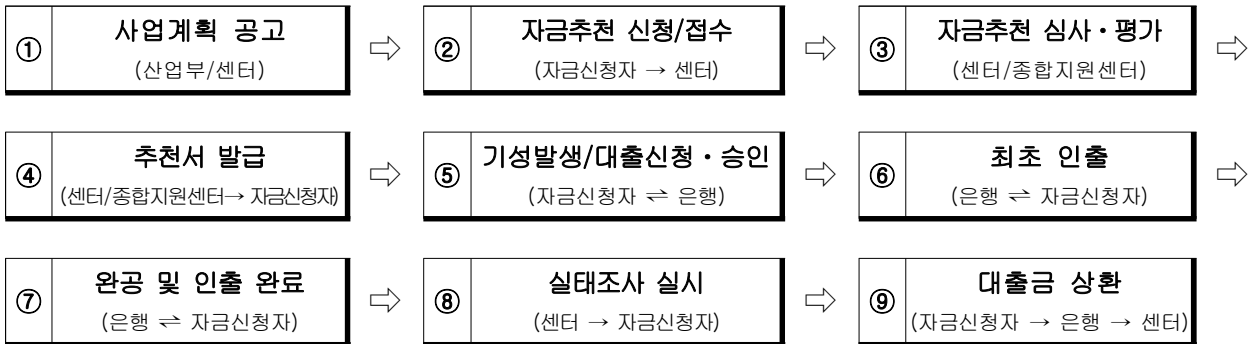 ① 사업계획 공고
(산업부/센터)
⇨
② 자금추천 신청/접수
(자금신청자 → 센터)
⇨
③ 자금추천 심사・평가
(센터/종합지원센터)
⇨
④ 추천서 발급
(센터/종합지원센터→ 자금신청자)
⇨
⑤ 기성발생/대출신청・승인
(자금신청자 ⇌ 은행)
⇨
⑥ 최초 인출
(은행 ⇌ 자금신청자)
⇨
⑦ 완공 및 인출 완료
(은행 ⇌ 자금신청자)
⇨
⑧ 실태조사 실시
(센터 → 자금신청자)
⇨
⑨ 대출금 상환
(자금신청자 → 은행 → 센터)